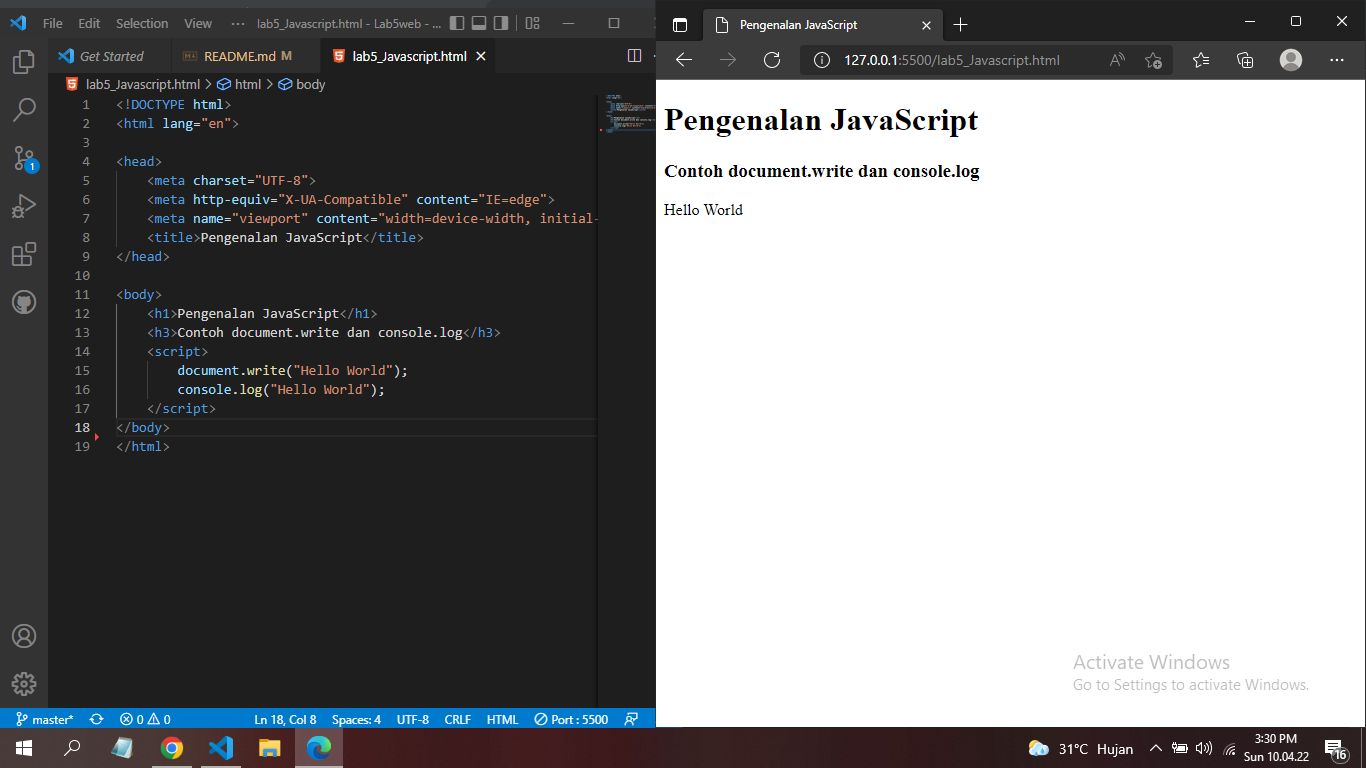 File Edit Selection View ··· lab5_Javascript.html - Lab5web - ...
Get Started README.md M lab5_Javascript.html
lab5_Javascript.html > html > body
1 <!DOCTYPE html>
2 <html lang="en">
3
4 <head>
5 <meta charset="UTF-8">
6 <meta http-equiv="X-UA-Compatible" content="IE=edge">
7 <meta name="viewport" content="width=device-width, initial-
8 <title>Pengenalan JavaScript</title>
9 </head>
10
11 <body>
12 <h1>Pengenalan JavaScript</h1>
13 <h3>Contoh document.write dan console.log</h3>
14 <script>
15 document.write("Hello World");
16 console.log("Hello World");
17 </script>
18 </body>
19 </html>
1
master* 0 0 Ln 18, Col 8 Spaces: 4 UTF-8 CRLF HTML Port : 5500
Pengenalan JavaScript
127.0.0.1:5500/lab5_Javascript.html
Pengenalan JavaScript
Contoh document.write dan console.log
Hello World
Activate Windows
Go to Settings to activate Windows.
31°C Hujan
3:30 PM
Sun 10.04.22
16